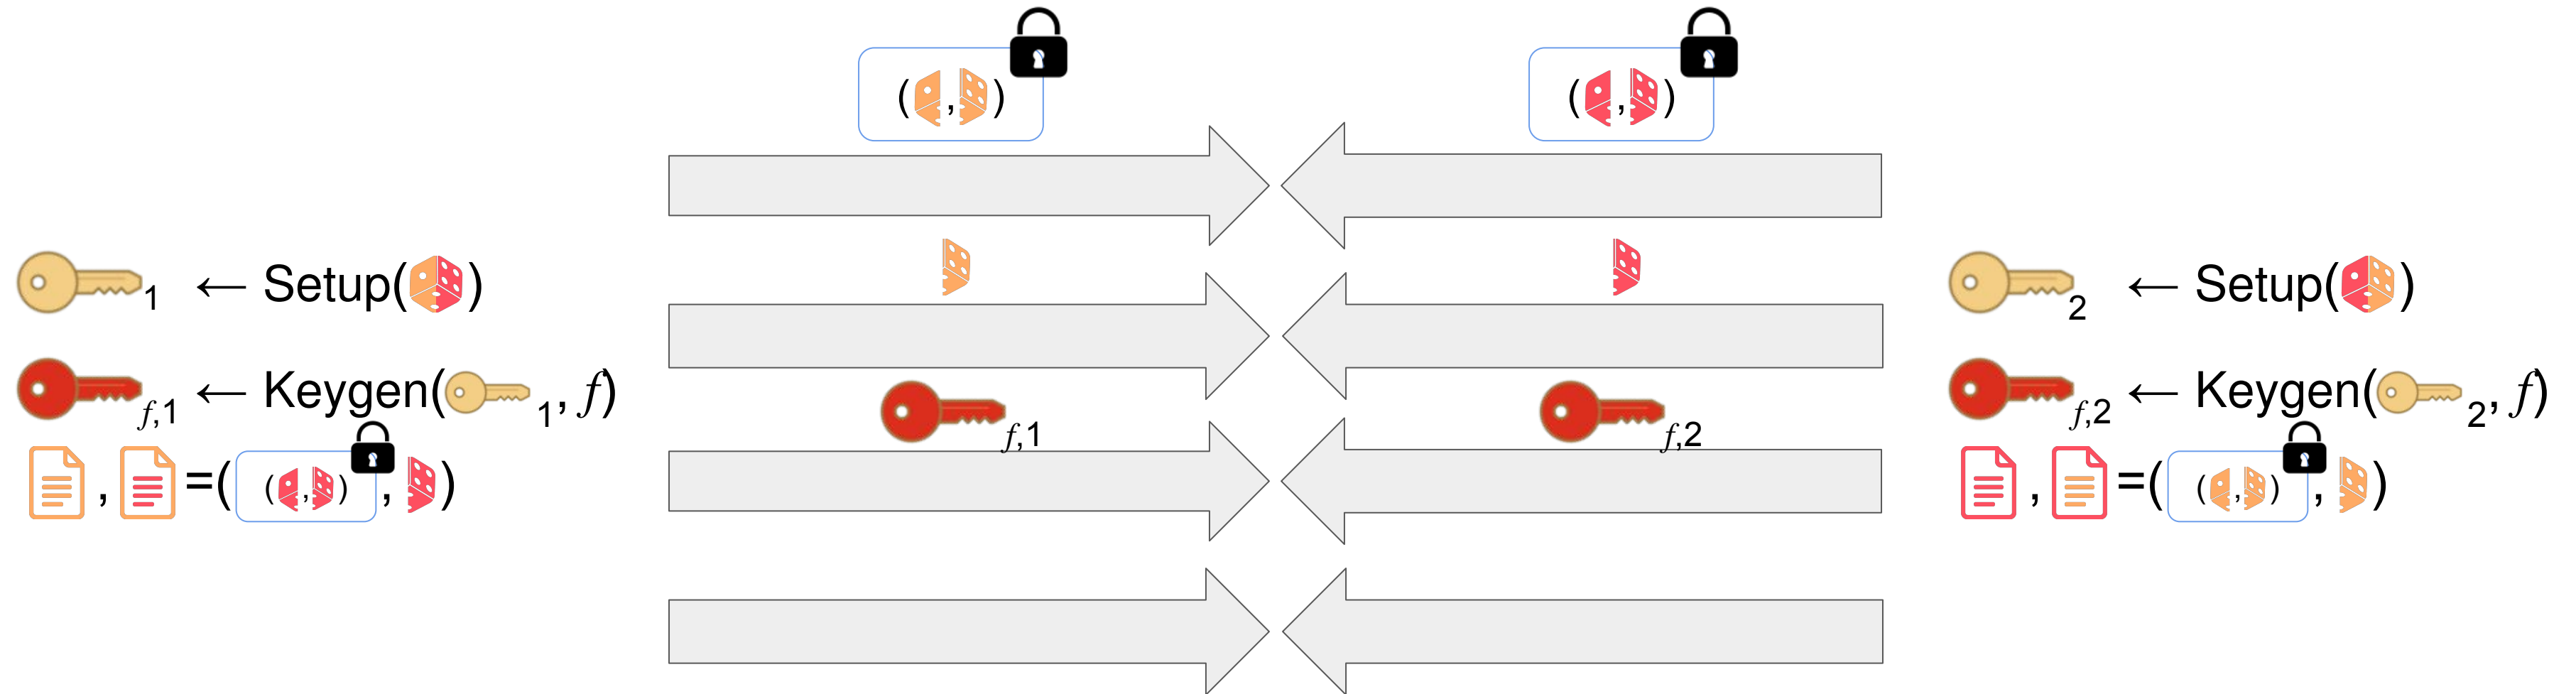 ( , )
( , )
1 ← Setup( )
2 ← Setup( )
f,1 ← Keygen( 1, f)
f,1
f,2
f,2 ← Keygen( 2, f)
, =( ( , ) , )
, =( ( , ) , )